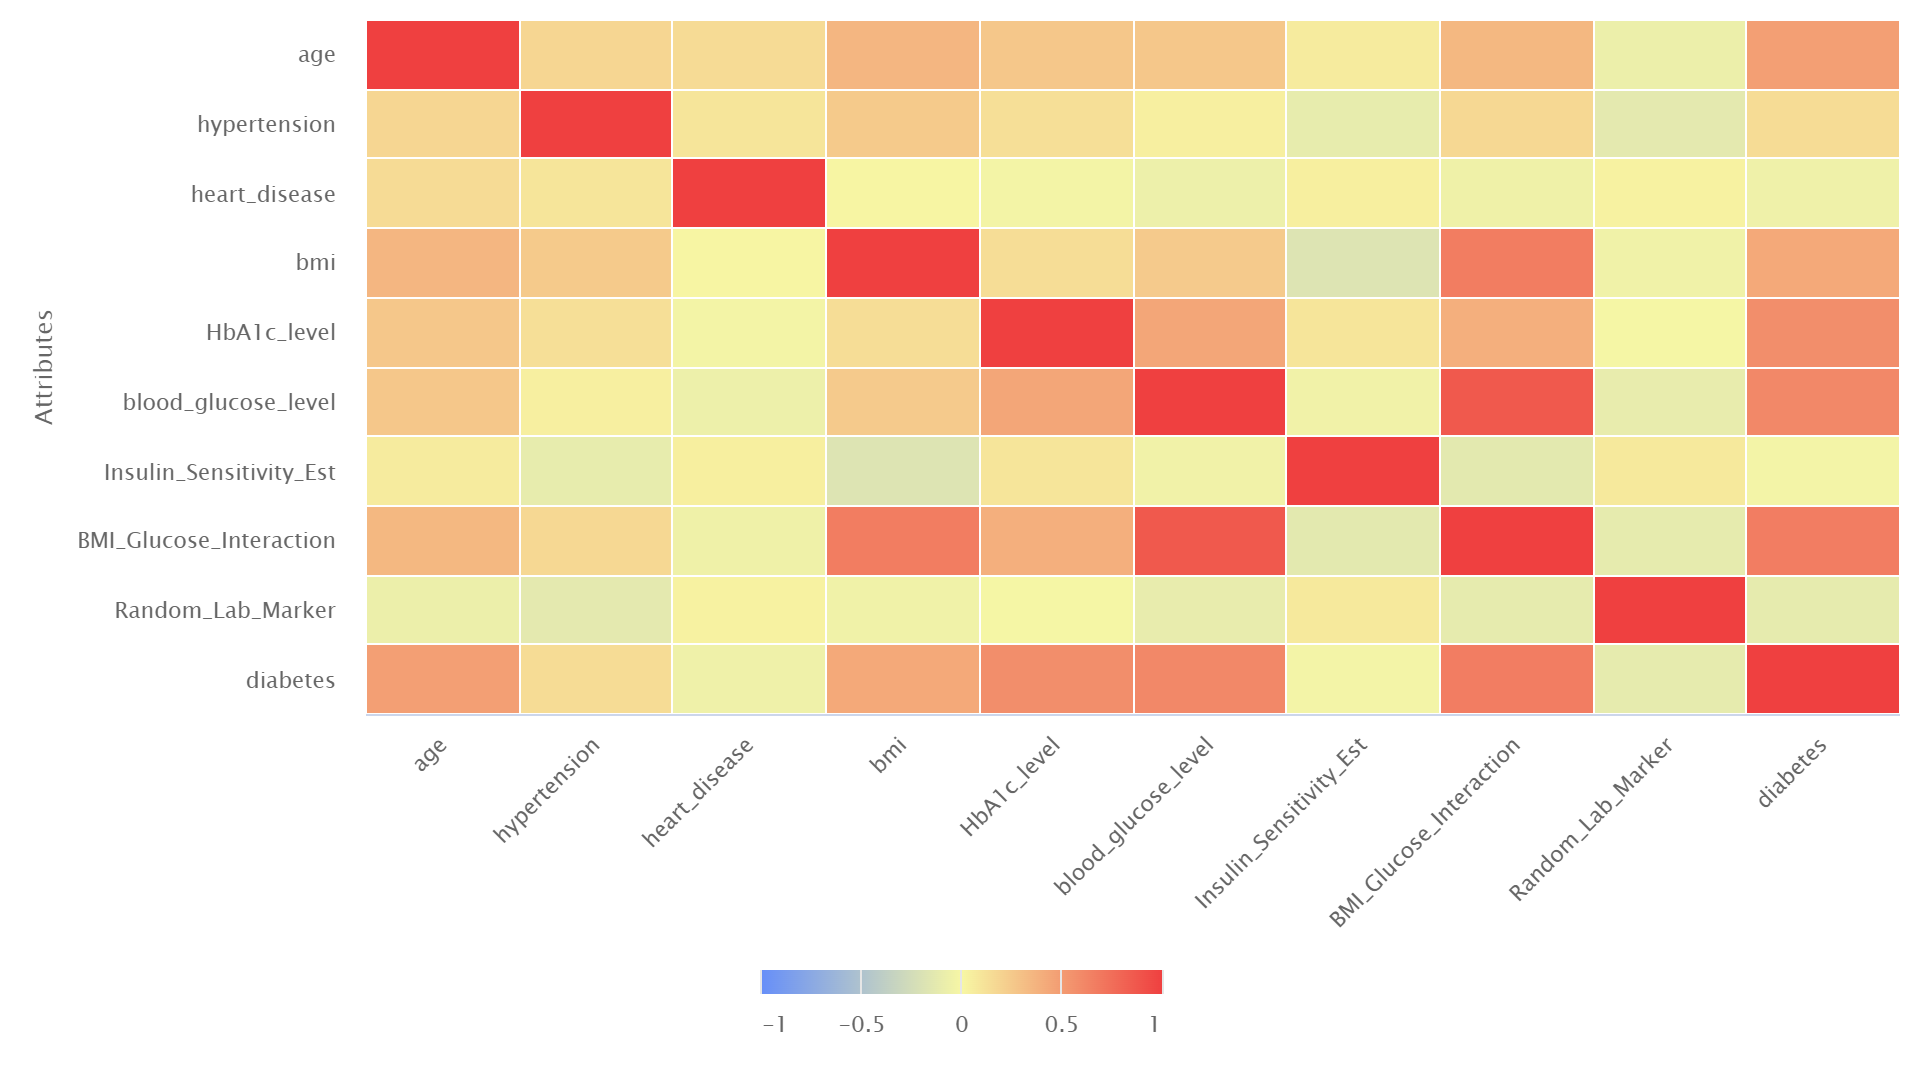 age
hypertension
heart_disease
bmi
HbA1c_level
blood_glucose_level
Insulin_Sensitivity_Est
BMI_Glucose_Interaction
Random_Lab_Marker
diabetes
Attributes
age
hypertension
heart_disease
bmi
HbA1c_level
blood_glucose_level
Insulin_Sensitivity_Est
BMI_Glucose_Interaction
Random_Lab_Marker
diabetes
-1 -0.5 0 0.5 1